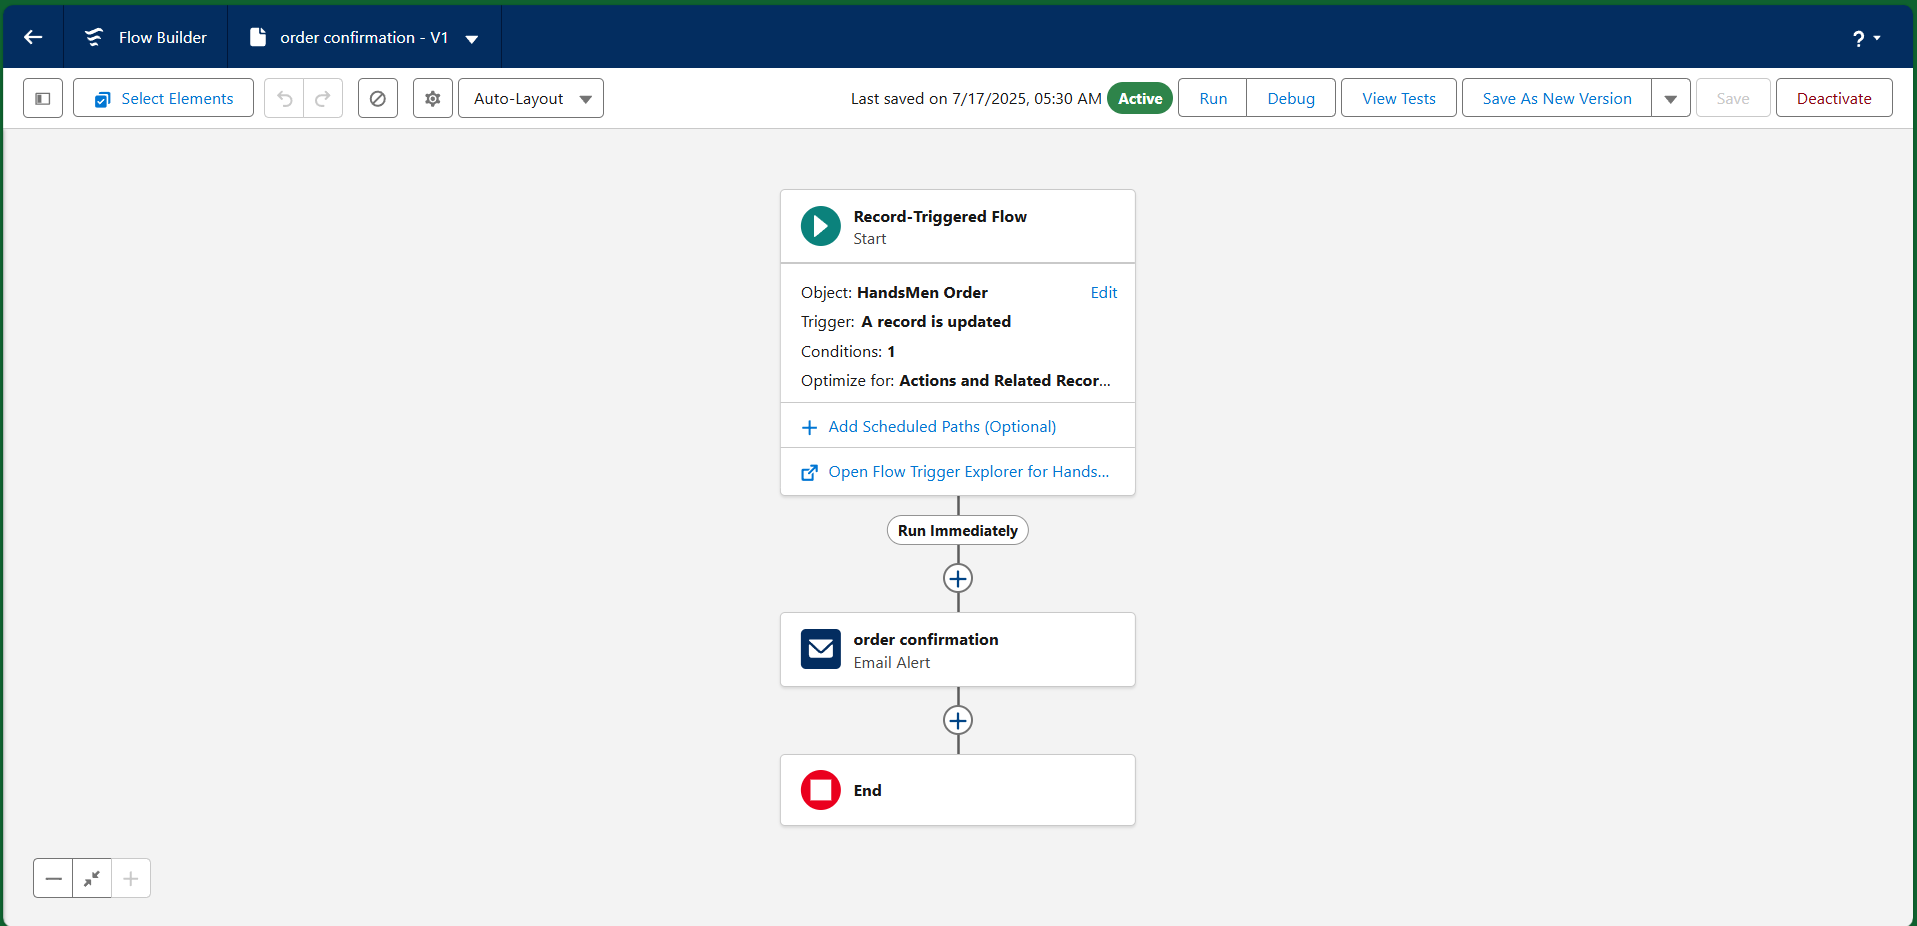 Flow Builder
order confirmation - V1
?
Select Elements
Auto-Layout
Last saved on 7/17/2025, 05:30 AM
Active
Run
Debug
View Tests
Save As New Version
Save
Deactivate
Record-Triggered Flow
Start
Object: HandsMen Order
Edit
Trigger: A record is updated
Conditions: 1
Optimize for: Actions and Related Recor...
Add Scheduled Paths (Optional)
Open Flow Trigger Explorer for Hands...
Run Immediately
order confirmation
Email Alert
End